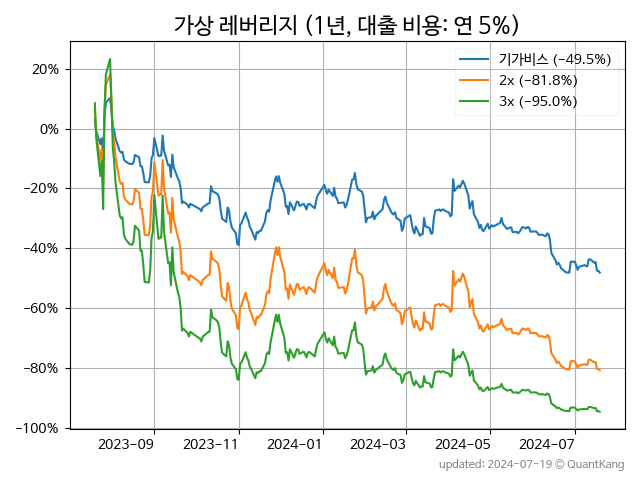 가상 레버리지 (1년, 대출 비용: 연 5%)
기가비스 (−49.5%)
2x (−81.8%)
3x (−95.0%)
20%
0%
−20%
−40%
−60%
−80%
−100%
2023-09 2023-11 2024-01 2024-03 2024-05 2024-07
updated: 2024-07-19 © QuantKang